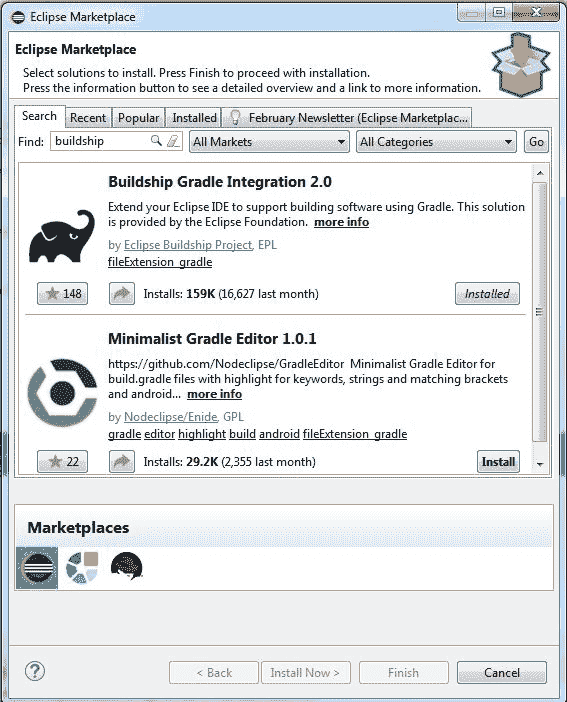 Eclipse Marketplace
Eclipse Marketplace
Select solutions to install. Press Finish to proceed with installation.
Press the information button to see a detailed overview and a link to more information.
Search Recent Popular Installed February Newsletter (Eclipse Marketplac...
Find: buildship All Markets All Categories Go
Buildship Gradle Integration 2.0
Extend your Eclipse IDE to support building software using Gradle. This solution
is provided by the Eclipse Foundation. more info
by Eclipse Buildship Project, EPL
fileExtension_gradle
148 Installs: 159K (16,627 last month) Installed
Minimalist Gradle Editor 1.0.1
https://github.com/Nodeclipse/GradleEditor Minimalist Gradle Editor for
build.gradle files with highlight for keywords, strings and matching brackets
and android... more info
by Nodeclipse/Enide, GPL
gradle editor highlight build android fileExtension_gradle
22 Installs: 29.2K (2,355 last month) Install
Marketplaces
? < Back Install Now > Finish Cancel